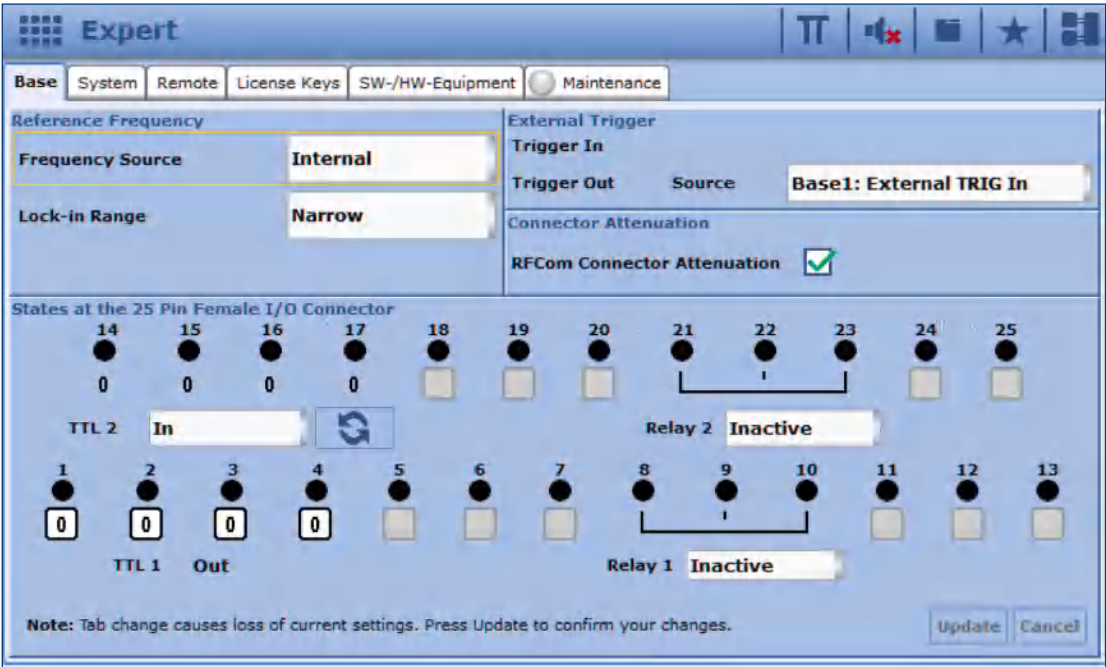 Expert
Base System Remote License Keys SW-/HW-Equipment Maintenance
Reference Frequency
Frequency Source Internal
Lock-in Range Narrow
External Trigger
Trigger In
Trigger Out Source Base1: External TRIG In
Connector Attenuation
RFCom Connector Attenuation
States at the 25 Pin Female I/O Connector
14 15 16 17 18 19 20 21 22 23 24 25
0 0 0 0
TTL 2 In Relay 2 Inactive
1 2 3 4 5 6 7 8 9 10 11 12 13
0 0 0 0
TTL 1 Out Relay 1 Inactive
Note: Tab change causes loss of current settings. Press Update to confirm your changes.
Update Cancel